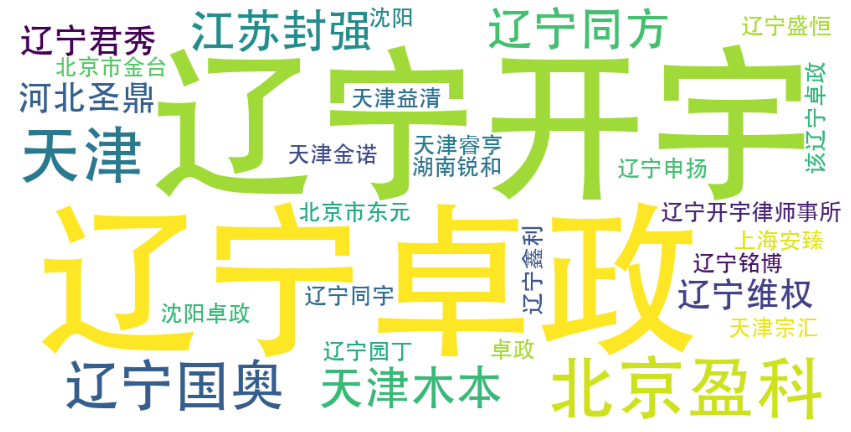 辽宁君秀
江苏封强
沈阳
辽宁同方
辽宁盛恒
北京市金台
辽宁开宇
河北圣鼎
天津益清
该辽宁卓政
天津
天津金诺
天津睿亨
湖南锐和
辽宁申扬
北京市东元
辽宁开宇律师事所
辽宁卓政
辽宁鑫利
上海安臻
辽宁铭博
辽宁同宇
辽宁维权
沈阳卓政
天津宗汇
辽宁园丁
卓政
辽宁国奥
天津木本
北京盈科